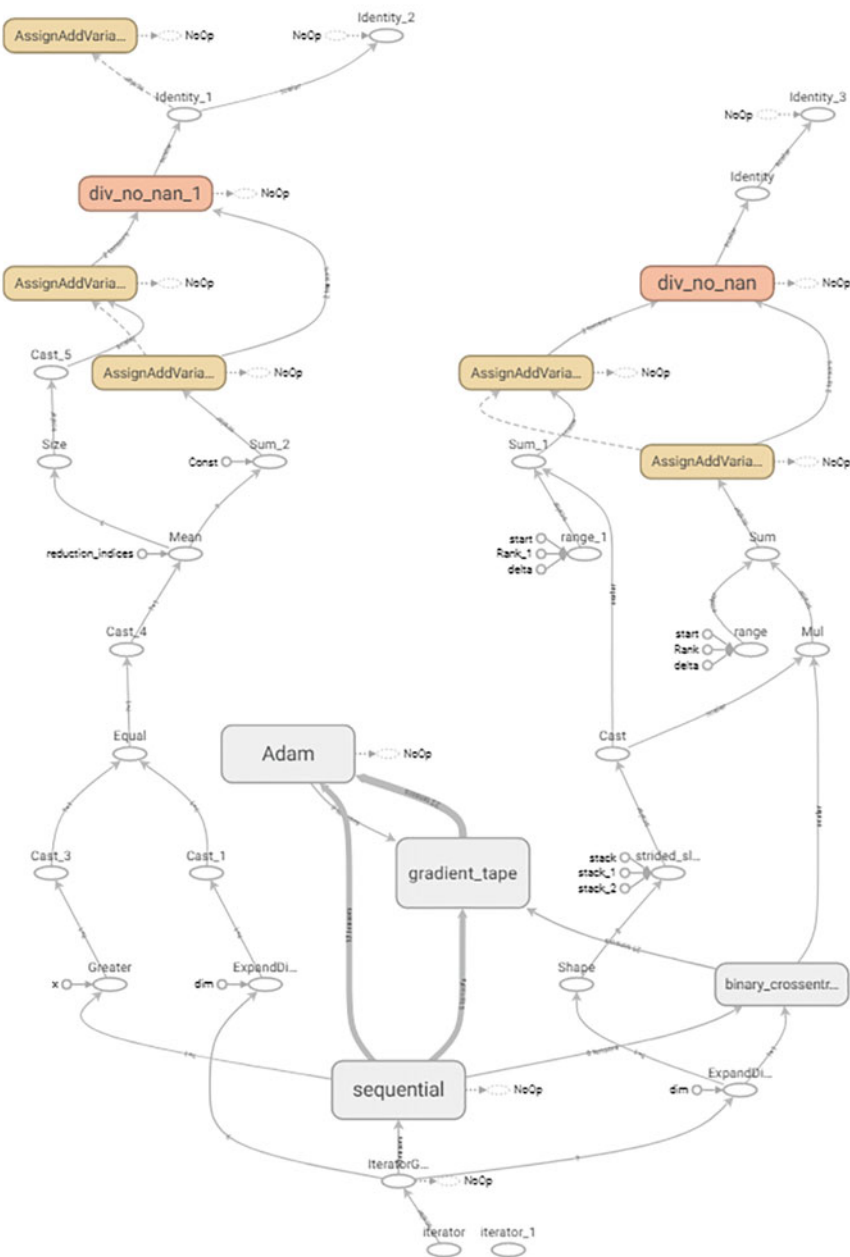 Identity_2
AssignAddVaria... NoOp NoOp
Identity_1
Identity_3
NoOp
Identity
div_no_nan_1 NoOp
AssignAddVaria... NoOp
div_no_nan NoOp
Cast_5
AssignAddVaria... NoOp
AssignAddVaria... NoOp
Size
Const Sum_2
Sum_1
AssignAddVaria... NoOp
Mean
reduction_indices
start range_1
Rank_1
delta
Sum
Cast_4
start range
Rank
delta
Mul
Equal
Adam NoOp
Cast
Cast_3
Cast_1
gradient_tape
stack strided_sl...
stack_1
stack_2
Greater
x
ExpandDi...
dim
Shape
binary_crossentr...
sequential NoOp
ExpandDi...
dim
IteratorG...
NoOp
iterator
iterator_1